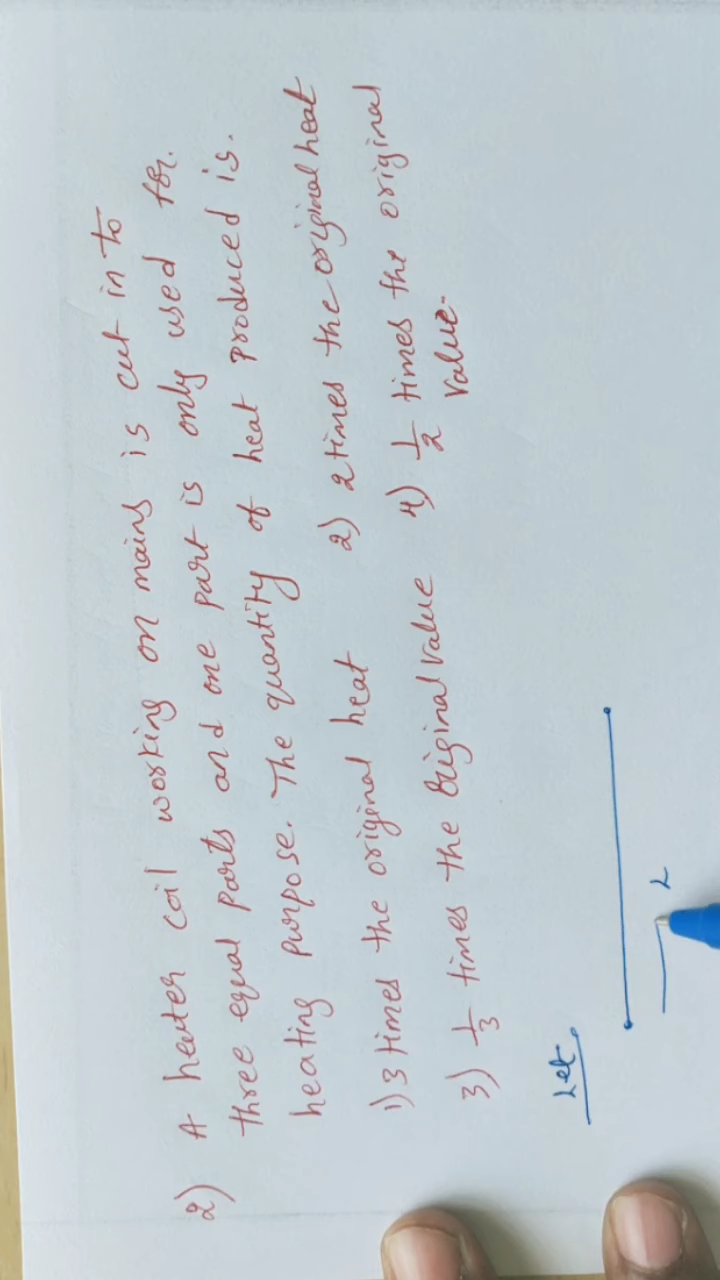 2) A heater coil working on mains is cut in to
three equal parts and one part is only used for
heating purpose. The quantity of heat produced is.
1) 3 times the original heat 2) 2 times the original heat
3) 1/3 times the original value 4) 1/2 times the original
value.
Let.
L